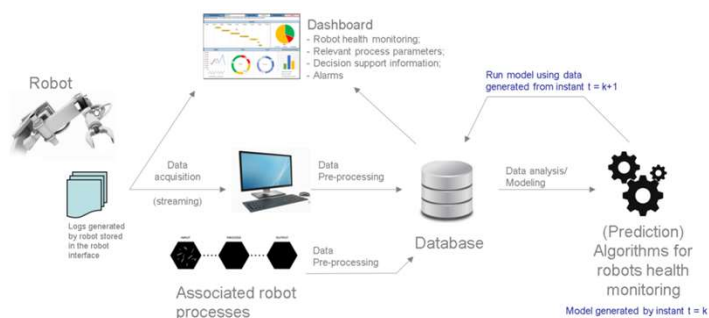 Dashboard
- Robot health monitoring;
- Relevant process parameters;
- Decision support information;
- Alarms
Robot
Run model using data
generated from instant t = k+1
Data
acquisition
(streaming)
Data
Pre-processing
Data analysis/
Modeling
Logs generated
by robot stored
in the robot
interface
Database
(Prediction)
Algorithms for
robots health
monitoring
Data
Pre-processing
Associated robot
processes
Model generated by instant t = k